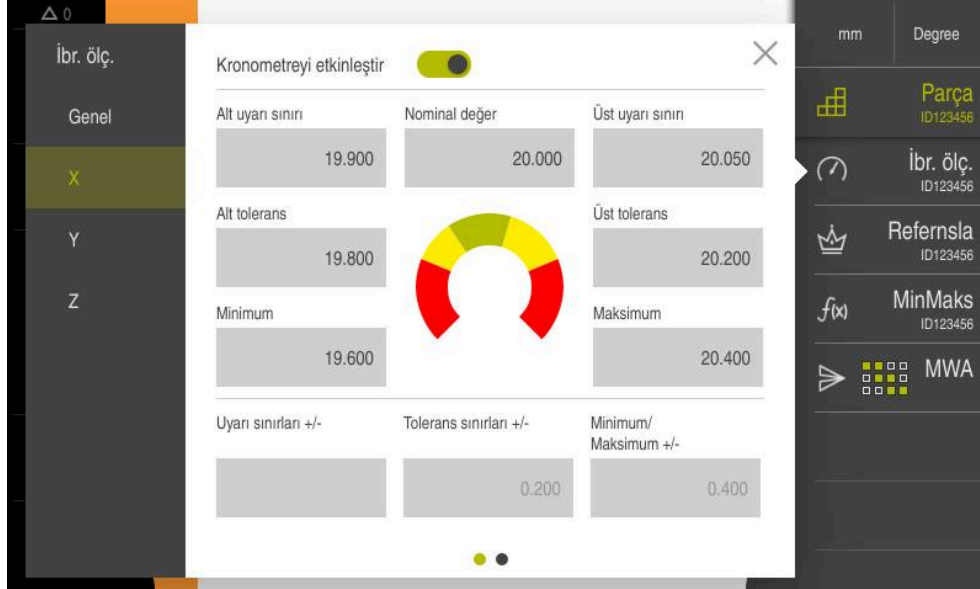 △ 0
İbr. ölç.
Genel
X
Y
Z
Kronometreyi etkinleştir
Alt uyarı sınırı
Nominal değer
Üst uyarı sınırı
19.900
20.000
20.050
Alt tolerans
Üst tolerans
19.800
20.200
Minimum
Maksimum
19.600
20.400
Uyarı sınırları +/-
Tolerans sınırları +/-
Minimum/
Maksimum +/-
0.200
0.400
mm
Degree
Parça
ID123456
İbr. ölç.
ID123456
Refernsla
ID123456
f(x)
MinMaks
ID123456
MWA